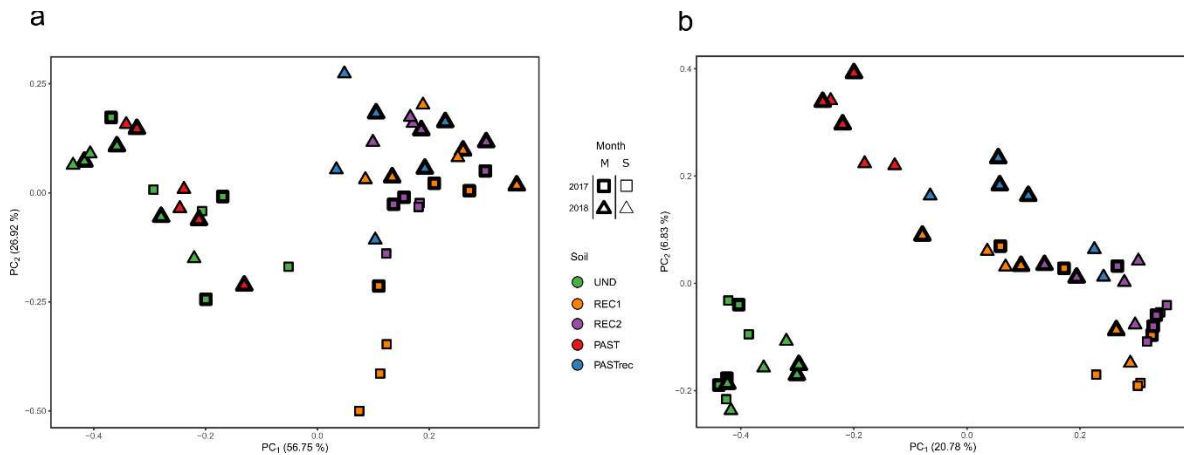 a
b
0.25
0.00
−0.25
−0.50
PC2 (26.92 %)
−0.4
−0.2
0.0
0.2
PC1 (56.75 %)
Month
M S
2017
2018
Soil
UND
REC1
REC2
PAST
PASTrec
0.4
0.2
0.0
−0.2
PC2 (6.83 %)
−0.4
−0.2
0.0
0.2
PC1 (20.78 %)